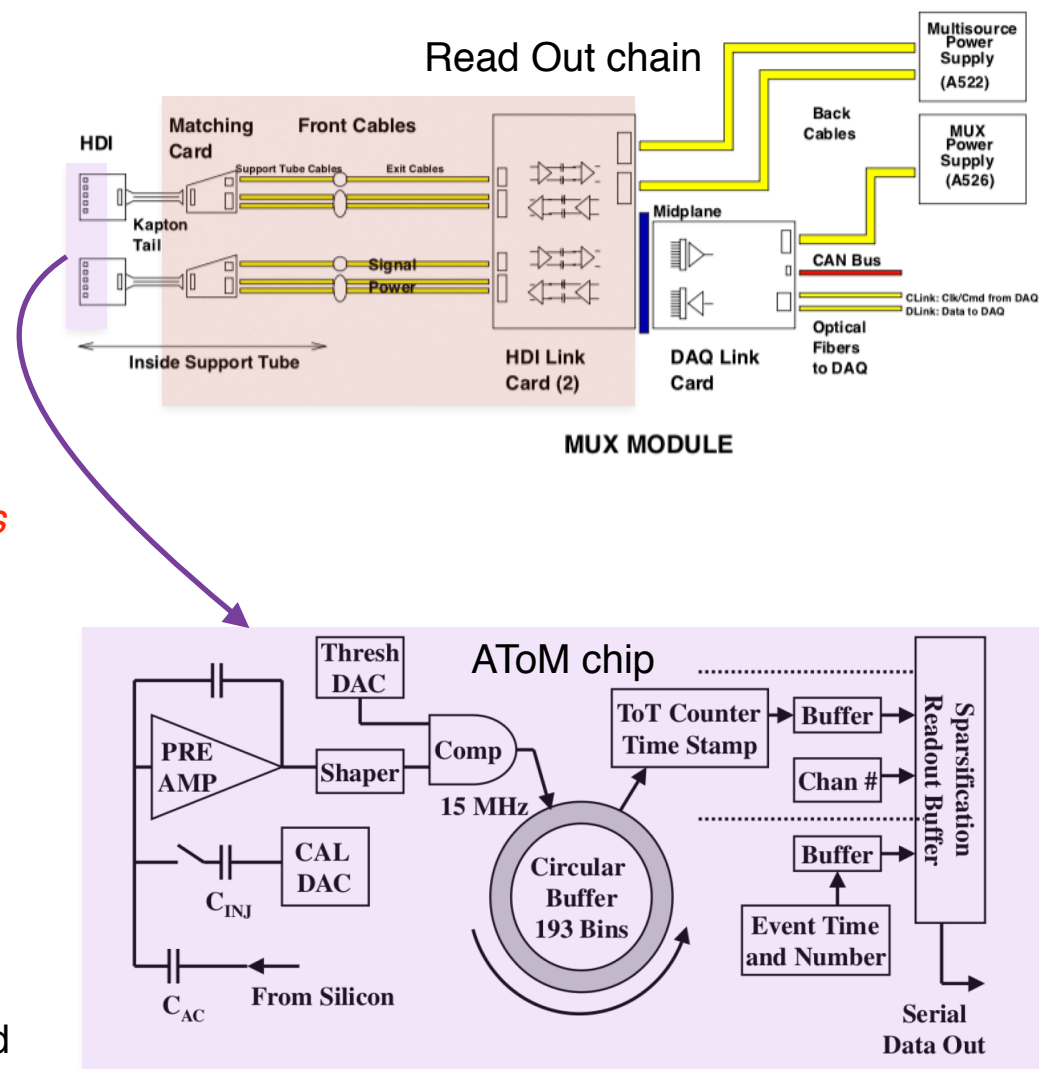 Read Out chain
Multisource
Power
Supply
(A522)
Back
Cables
MUX
Power
Supply
(A526)
HDI
Matching
Card
Front Cables
Support Tube Cables
Exit Cables
Kapton
Tail
Signal
Power
Midplane
CAN Bus
CLink: Clk/Cmd from DAQ
DLink: Data to DAQ
Optical
Fibers
to DAQ
Inside Support Tube
HDI Link
Card (2)
DAQ Link
Card
MUX MODULE
s
AToM chip
Thresh
DAC
PRE
AMP
Shaper
Comp
15 MHz
ToT Counter
Time Stamp
Buffer
Chan #
Sparsification
Readout Buffer
CAL
DAC
C_INJ
Circular
Buffer
193 Bins
Buffer
Event Time
and Number
C_AC
From Silicon
Serial
Data Out
d